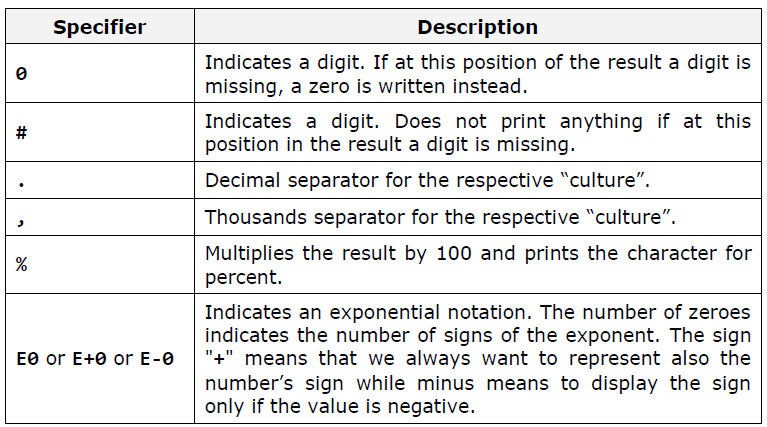 Specifier Description
0 Indicates a digit. If at this position of the result a digit is
missing, a zero is written instead.
# Indicates a digit. Does not print anything if at this
position in the result a digit is missing.
. Decimal separator for the respective “culture”.
, Thousands separator for the respective “culture”.
% Multiplies the result by 100 and prints the character for
percent.
E0 or E+0 or E-0 Indicates an exponential notation. The number of zeroes
indicates the number of signs of the exponent. The sign
"+" means that we always want to represent also the
number’s sign while minus means to display the sign
only if the value is negative.